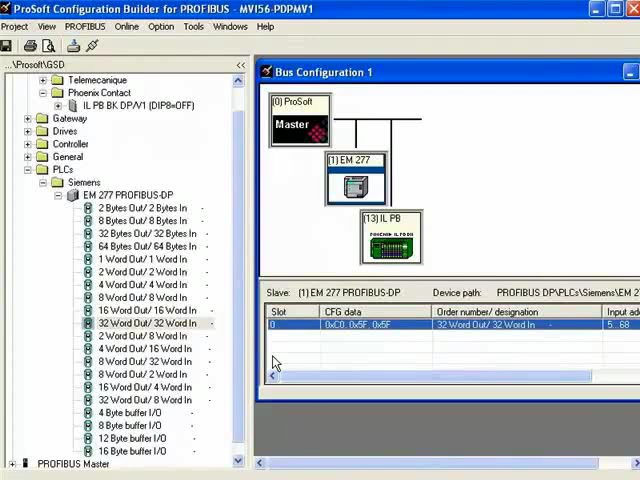 ProSoft Configuration Builder for PROFIBUS - MVI56-PDPMV1
Project View PROFIBUS Online Option Tools Windows Help
...\Prosoft\GSD <<
Telemecanique
Phoenix Contact
IL PB BK DP/V1 (DIP8=OFF)
Gateway
Drives
Controller
General
PLCs
Siemens
EM 277 PROFIBUS-DP
2 Bytes Out/ 2 Bytes In -
8 Bytes Out/ 8 Bytes In -
32 Bytes Out/ 32 Bytes In -
64 Bytes Out/ 64 Bytes In -
1 Word Out/ 1 Word In -
2 Word Out/ 2 Word In -
4 Word Out/ 4 Word In -
8 Word Out/ 8 Word In -
16 Word Out/ 16 Word In -
32 Word Out/ 32 Word In -
2 Word Out/ 8 Word In -
4 Word Out/ 16 Word In -
8 Word Out/ 32 Word In -
8 Word Out/ 2 Word In -
16 Word Out/ 4 Word In -
32 Word Out/ 8 Word In -
4 Byte buffer I/O -
8 Byte buffer I/O -
12 Byte buffer I/O -
16 Byte buffer I/O -
PROFIBUS Master
Bus Configuration 1
(0) ProSoft
Master
(1) EM 277
(13) IL PB
Slave: (1) EM 277 PROFIBUS-DP Device path: PROFIBUS DP\PLCs\Siemens\EM 27
Slot CFG data Order number/ designation Input ad
0 0xC0, 0x5F, 0x5F 32 Word Out/ 32 Word In - 5...68